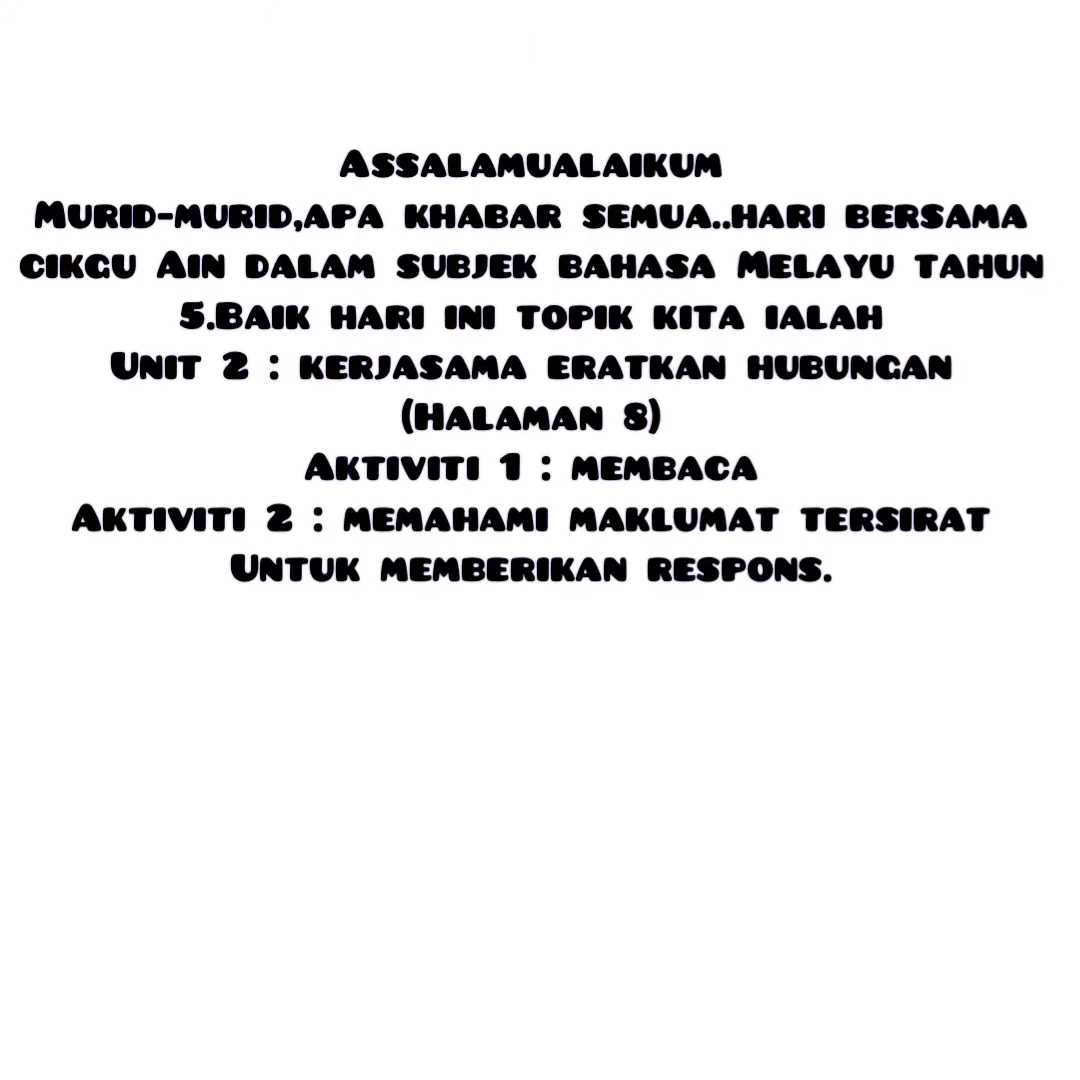 Assalamualaikum
Murid-murid,apa khabar semua..hari bersama
cikgu Ain dalam subjek bahasa Melayu tahun
5.Baik hari ini topik kita ialah
Unit 2 : kerjasama eratkan hubungan
(Halaman 8)
Aktiviti 1 : membaca
Aktiviti 2 : memahami maklumat tersirat
Untuk memberikan respons.